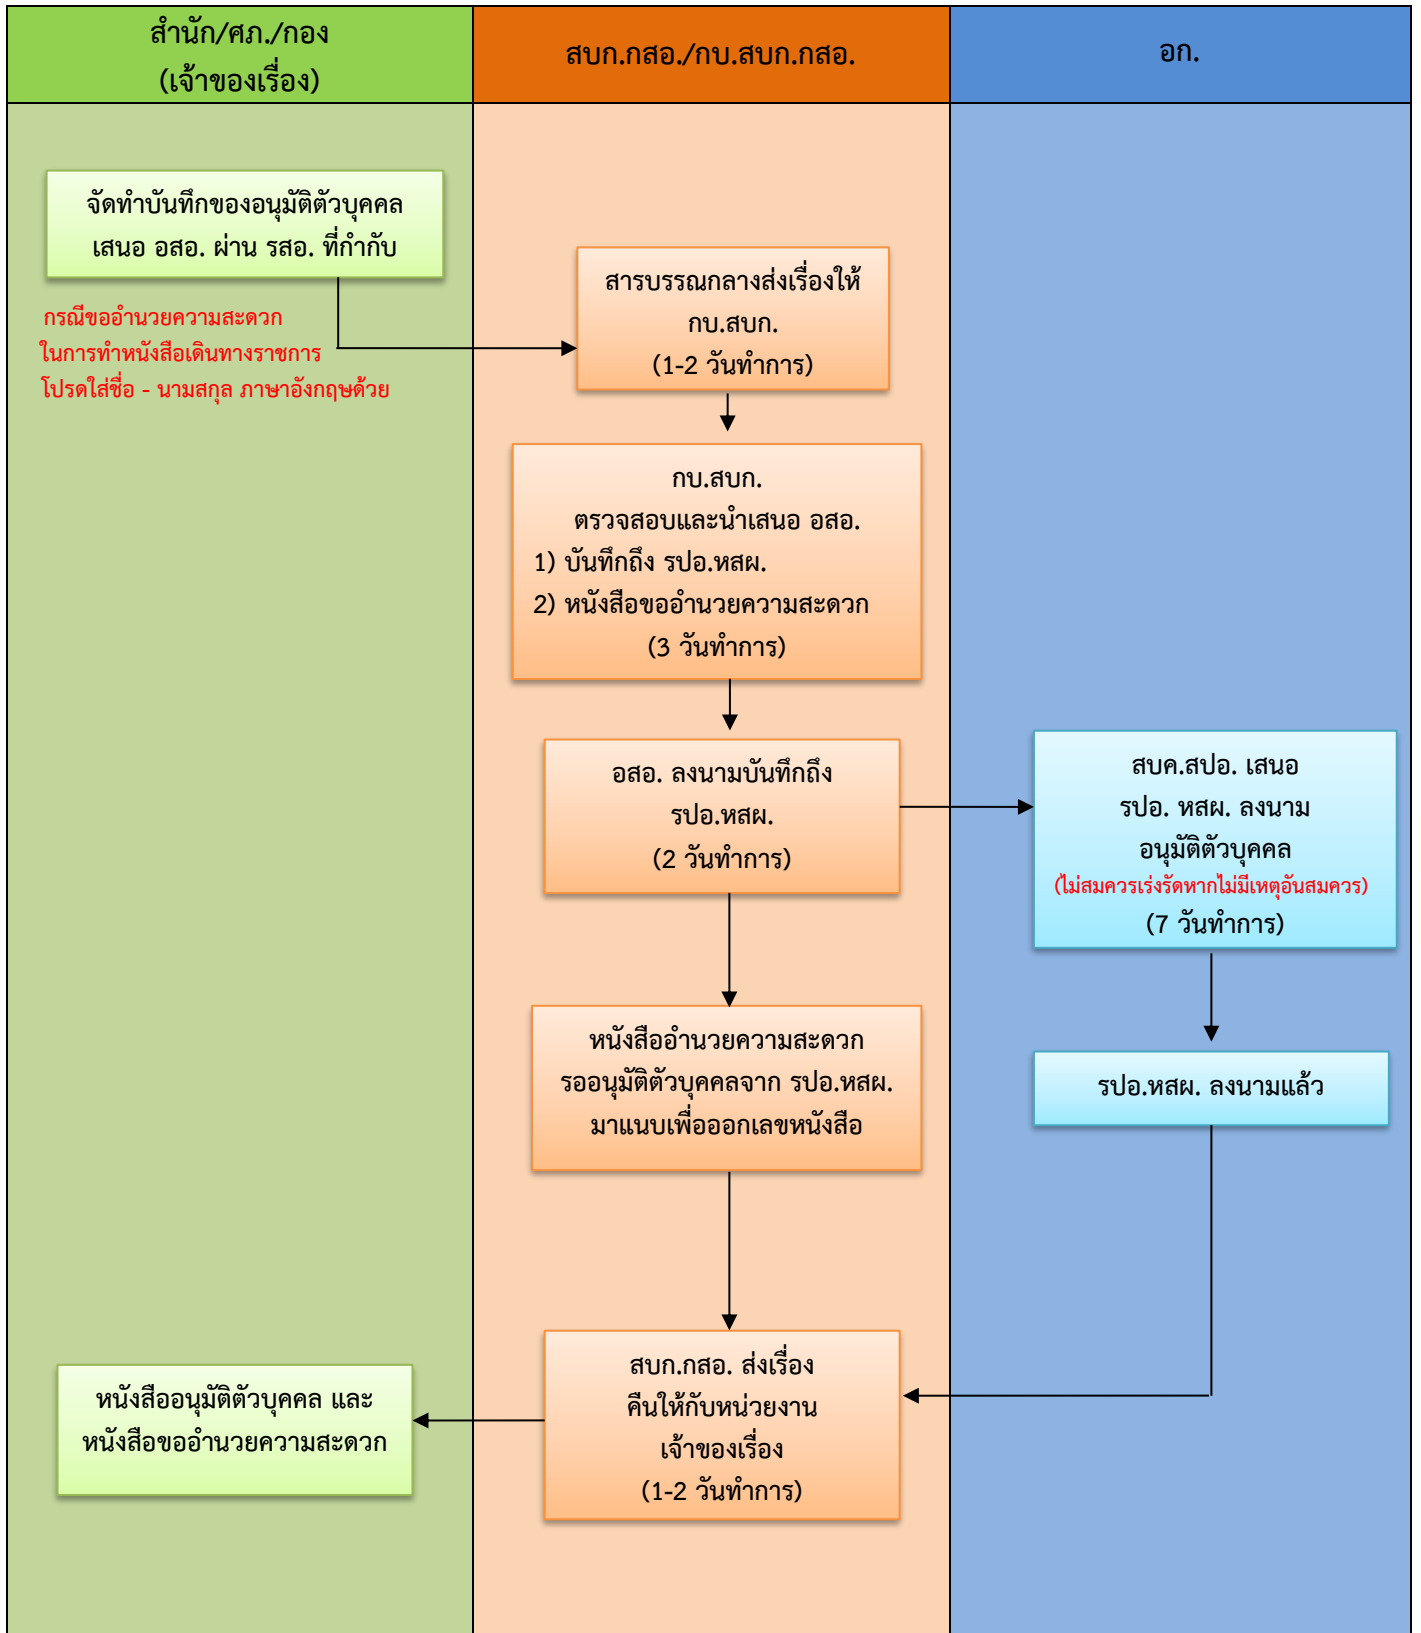 สำนัก/ศภ./กอง
(เจ้าของเรื่อง)
สบก.กสอ./กบ.สบก.กสอ.
อก.
จัดทำบันทึกของอนุมัติตัวบุคคล
เสนอ อสอ. ผ่าน รสอ. ที่กำกับ
กรณีขออำนวยความสะดวก
ในการทำหนังสือเดินทางราชการ
โปรดใส่ชื่อ - นามสกุล ภาษาอังกฤษด้วย
สารบรรณกลางส่งเรื่องให้
กบ.สบก.
(1-2 วันทำการ)
กบ.สบก.
ตรวจสอบและนำเสนอ อสอ.
1) บันทึกถึง รปอ.หสผ.
2) หนังสือขออำนวยความสะดวก
(3 วันทำการ)
อสอ. ลงนามบันทึกถึง
รปอ.หสผ.
(2 วันทำการ)
สบค.สปอ. เสนอ
รปอ. หสผ. ลงนาม
อนุมัติตัวบุคคล
(ไม่สมควรเร่งรัดหากไม่มีเหตุอันสมควร)
(7 วันทำการ)
หนังสืออำนวยความสะดวก
รออนุมัติตัวบุคคลจาก รปอ.หสผ.
มาแนบเพื่อออกเลขหนังสือ
รปอ.หสผ. ลงนามแล้ว
สบก.กสอ. ส่งเรื่อง
คืนให้กับหน่วยงาน
เจ้าของเรื่อง
(1-2 วันทำการ)
หนังสืออนุมัติตัวบุคคล และ
หนังสือขออำนวยความสะดวก